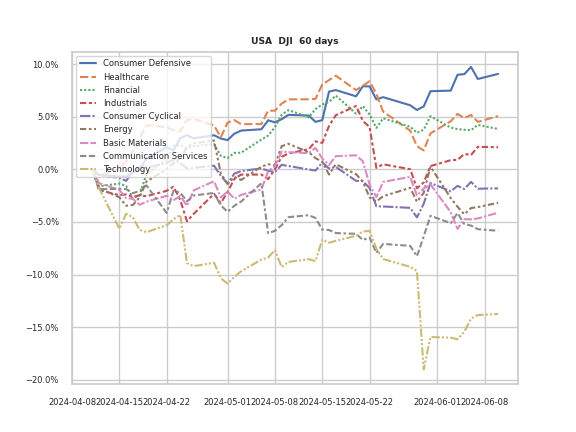 USA DJI 60 days
10.0%
5.0%
0.0%
−5.0%
−10.0%
−15.0%
−20.0%
Consumer Defensive
Healthcare
Financial
Industrials
Consumer Cyclical
Energy
Basic Materials
Communication Services
Technology
2024-04-08 2024-04-15 2024-04-22 2024-05-01 2024-05-08 2024-05-15 2024-05-22 2024-06-01 2024-06-08